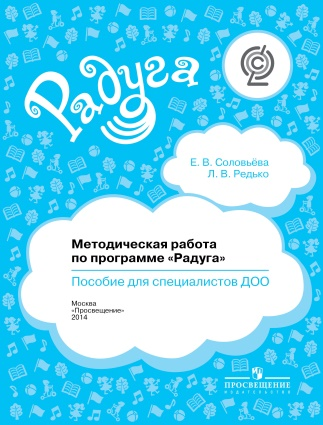 Радуга
Е. В. Соловьёва
Л. В. Редько
Методическая работа
по программе «Радуга»
Пособие для специалистов ДОО
Москва
«Просвещение»
2014
ПРОСВЕЩЕНИЕ
ИЗДАТЕЛЬСТВО